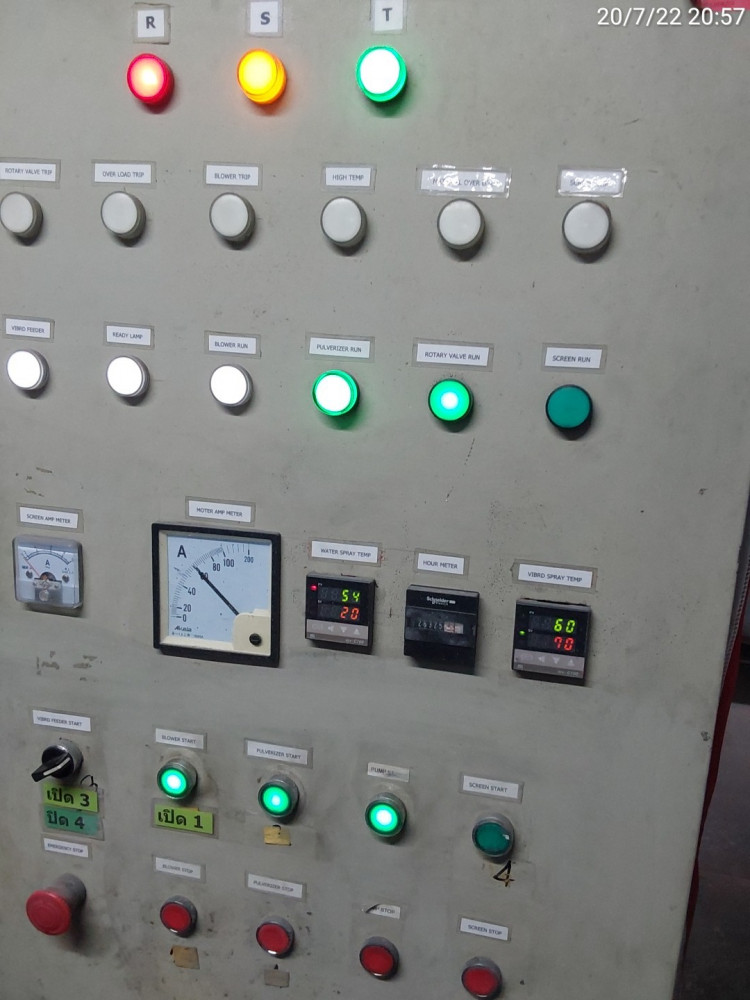 20/7/22 20:57
R
S
T
ROTARY VALVE TRIP
OVER LOAD TRIP
BLOWER TRIP
HIGH TEMP
VIBRO FEEDER
READY LAMP
BLOWER RUN
PULVERIZER RUN
ROTARY VALVE RUN
SCREEN RUN
SCREEN AMP METER
A
MOTER AMP METER
A
0
20
40
80
100
200
WATER SPRAY TEMP
54
20
HOUR METER
Schneider
VIBRO SPRAY TEMP
60
70
VIBRO FEEDER START
BLOWER START
PULVERIZER START
SCREEN START
เปิด 3
ปิด 4
เปิด 1
4
EMERGENCY STOP
BLOWER STOP
PULVERIZER STOP
STOP
SCREEN STOP